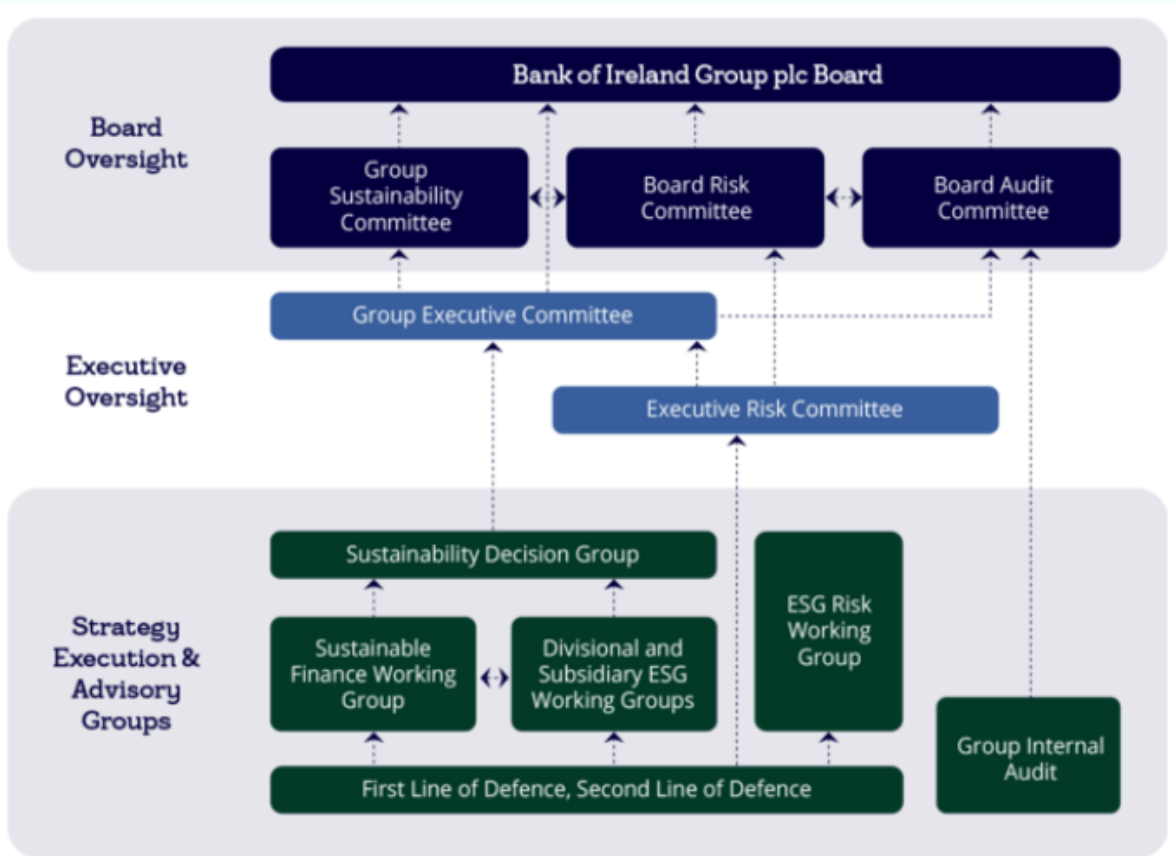 Bank of Ireland Group plc Board
Board
Oversight
Group
Sustainability
Committee
Board Risk
Committee
Board Audit
Committee
Group Executive Committee
Executive
Oversight
Executive Risk Committee
Sustainability Decision Group
Strategy
Execution &
Advisory
Groups
Sustainable
Finance Working
Group
Divisional and
Subsidiary ESG
Working Groups
ESG Risk
Working
Group
Group Internal
Audit
First Line of Defence, Second Line of Defence